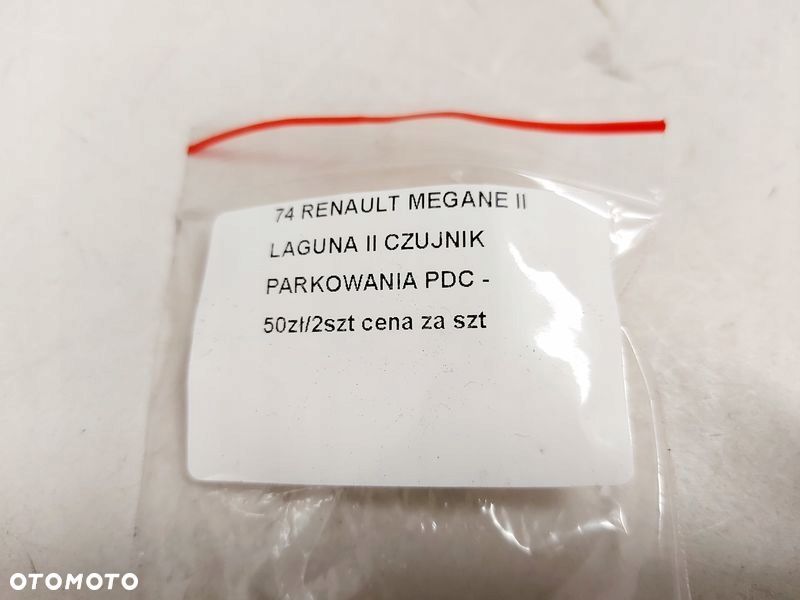 74 RENAULT MEGANE II
LAGUNA II CZUJNIK
PARKOWANIA PDC -
50zł/2szt cena za szt
OTOMOTO